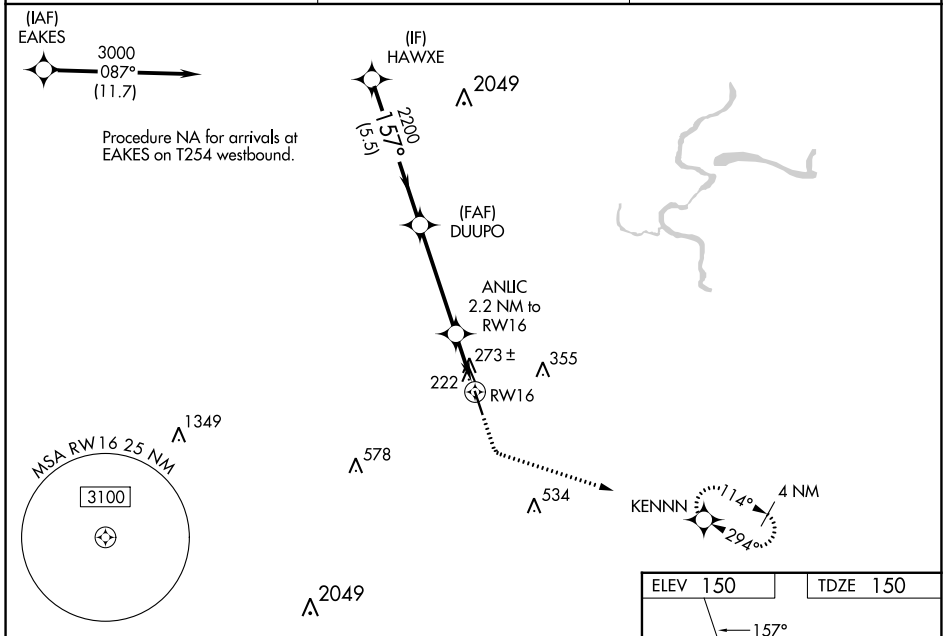 (IAF)
EAKES
3000
087°
(11.7)
(IF)
HAWXE
2049
2200
157°
(5.5)
Procedure NA for arrivals at
EAKES on T254 westbound.
(FAF)
DUUPO
ANLIC
2.2 NM to
RW16
273 ±
355
222
RW16
1349
MSA RW16 25 NM
3100
578
534
KENNN
114°
4 NM
294°
2049
ELEV 150
TDZE 150
157°